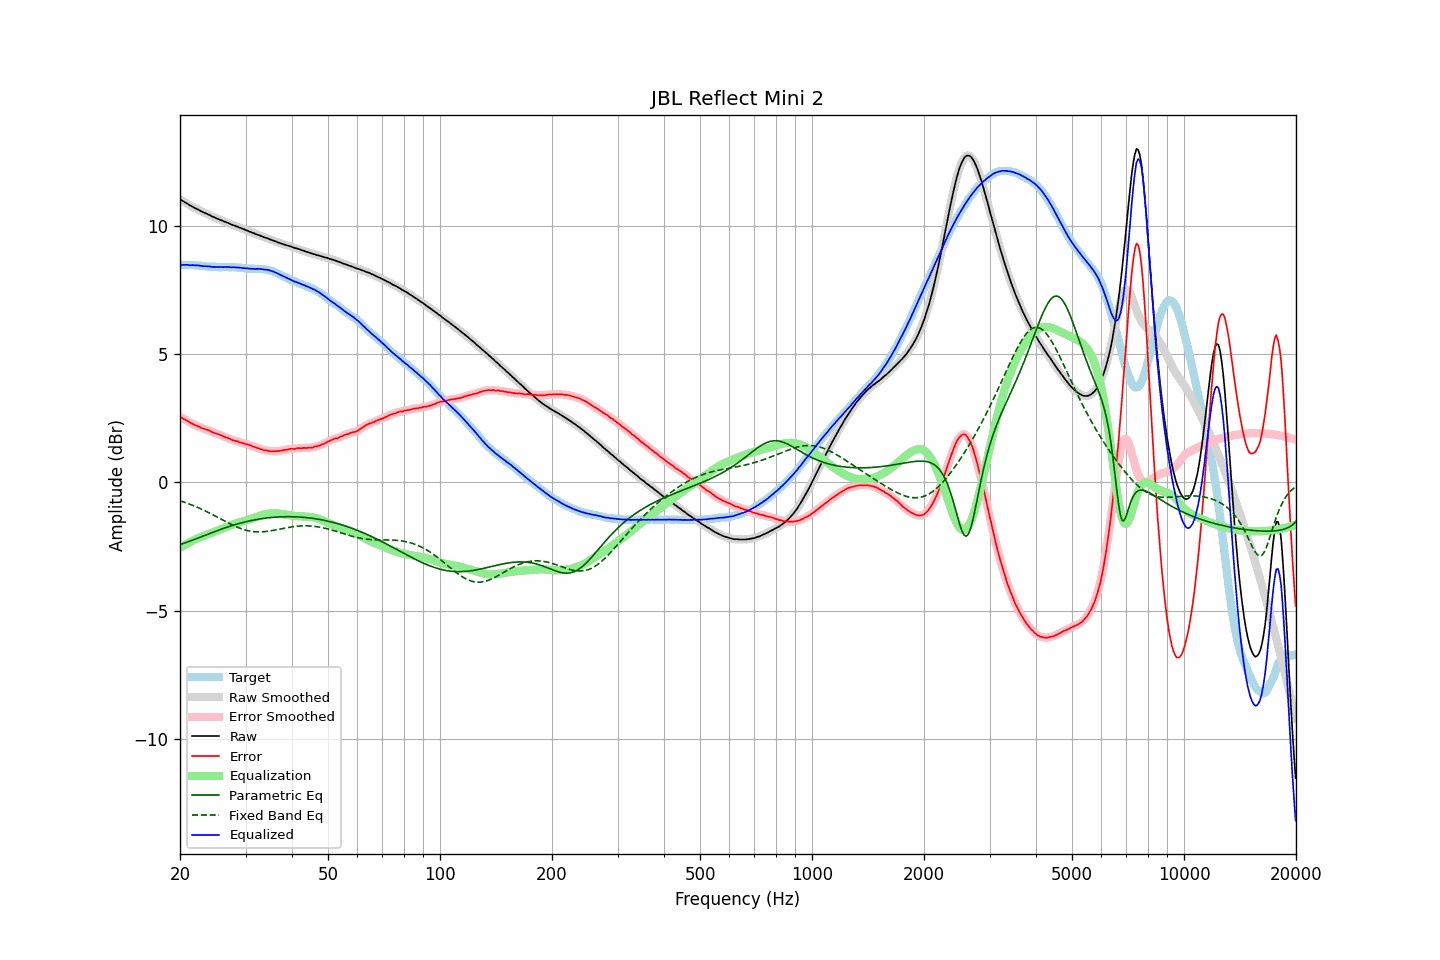 JBL Reflect Mini 2
Amplitude (dBr)
10
5
0
−5
−10
Target
Raw Smoothed
Error Smoothed
Raw
Error
Equalization
Parametric Eq
Fixed Band Eq
Equalized
20 50 100 200 500 1000 2000 5000 10000 20000
Frequency (Hz)